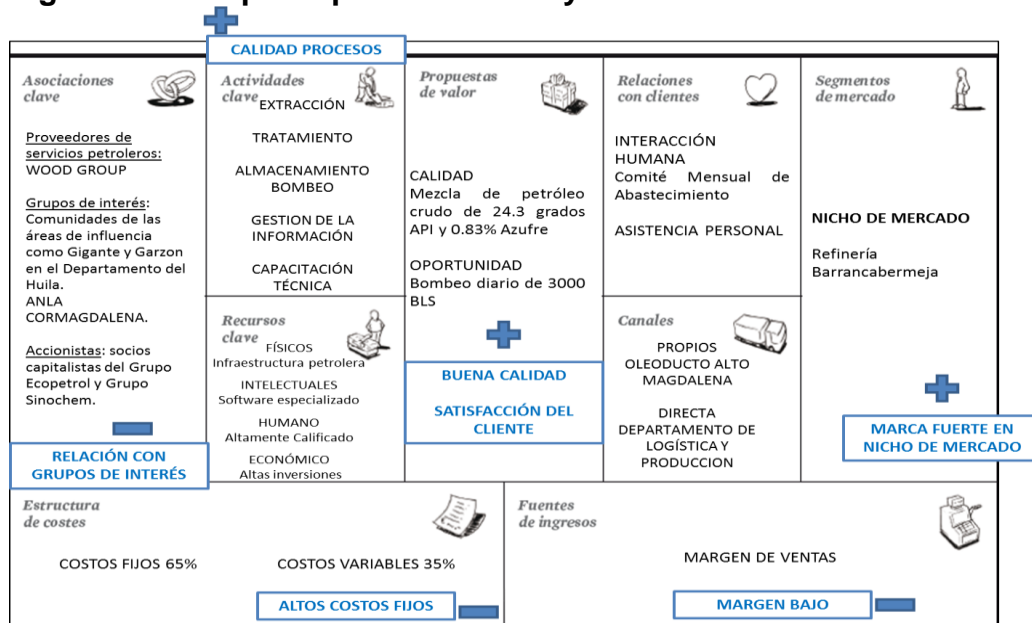 CALIDAD PROCESOS
Asociaciones
clave
Proveedores de
servicios petroleros:
WOOD GROUP
Grupos de interés:
Comunidades de las
áreas de influencia
como Gigante y Garzon
en el Departamento del
Huila.
ANLA
CORMAGDALENA.
Accionistas: socios
capitalistas del Grupo
Ecopetrol y Grupo
Sinochem.
RELACIÓN CON
GRUPOS DE INTERÉS
Actividades
clave
EXTRACCIÓN
TRATAMIENTO
ALMACENAMIENTO
BOMBEO
GESTION DE LA
INFORMACIÓN
CAPACITACIÓN
TÉCNICA
Recursos
clave
FÍSICOS
Infraestructura petrolera
INTELECTUALES
Software especializado
HUMANO
Altamente Calificado
ECONÓMICO
Altas inversiones
Propuestas
de valor
CALIDAD
Mezcla de petróleo
crudo de 24.3 grados
API y 0.83% Azufre
OPORTUNIDAD
Bombeo diario de 3000
BLS
BUENA CALIDAD
SATISFACCIÓN DEL
CLIENTE
Relaciones
con clientes
INTERACCIÓN
HUMANA
Comité Mensual de
Abastecimiento
ASISTENCIA PERSONAL
Canales
PROPIOS
OLEODUCTO ALTO
MAGDALENA
DIRECTA
DEPARTAMENTO DE
LOGÍSTICA Y
PRODUCCION
Segmentos
de mercado
NICHO DE MERCADO
Refinería
Barrancabermeja
MARCA FUERTE EN
NICHO DE MERCADO
Estructura
de costes
COSTOS FIJOS 65%
COSTOS VARIABLES 35%
ALTOS COSTOS FIJOS
Fuentes
de ingresos
MARGEN DE VENTAS
MARGEN BAJO